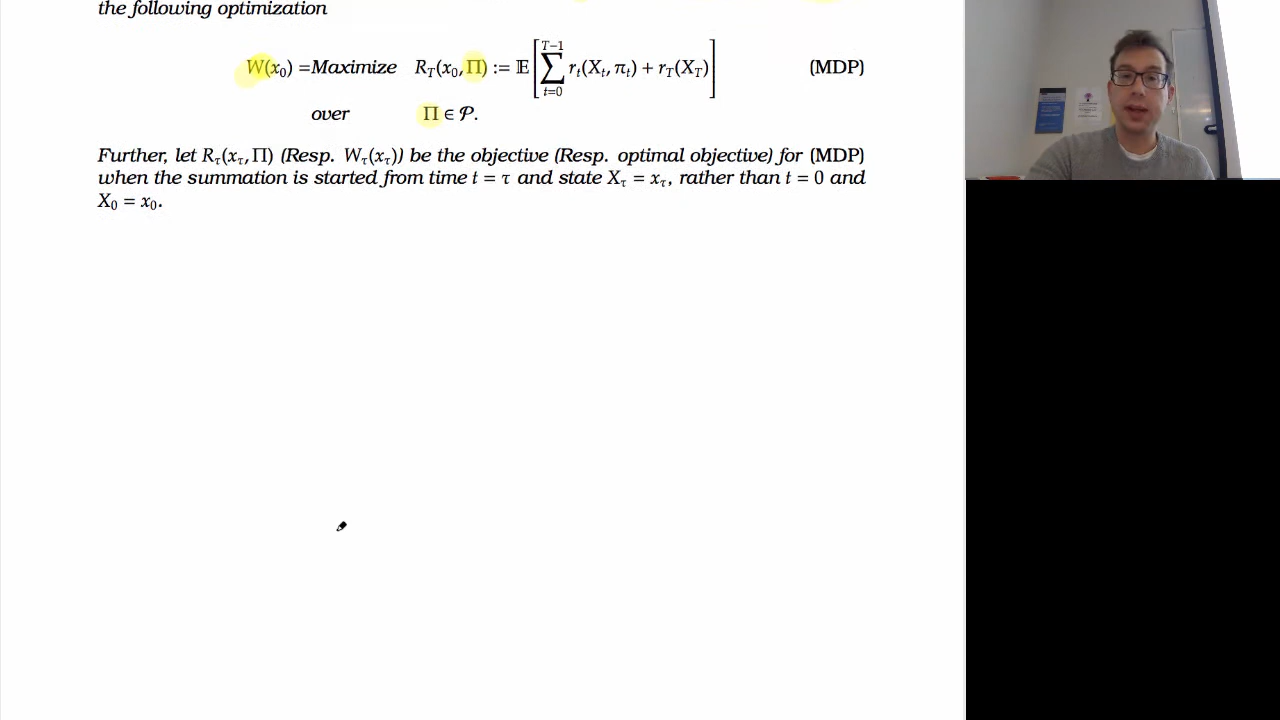 the following optimization
W(x₀) =Maximize R_T(x₀, Π) := 𝔼[∑_{t=0}^{T−1} r_t(X_t, π_t) + r_T(X_T)] (MDP)
over Π ∈ 𝒫.
Further, let R_τ(x_τ, Π) (Resp. W_τ(x_τ)) be the objective (Resp. optimal objective) for (MDP)
when the summation is started from time t = τ and state X_τ = x_τ, rather than t = 0 and
X₀ = x₀.